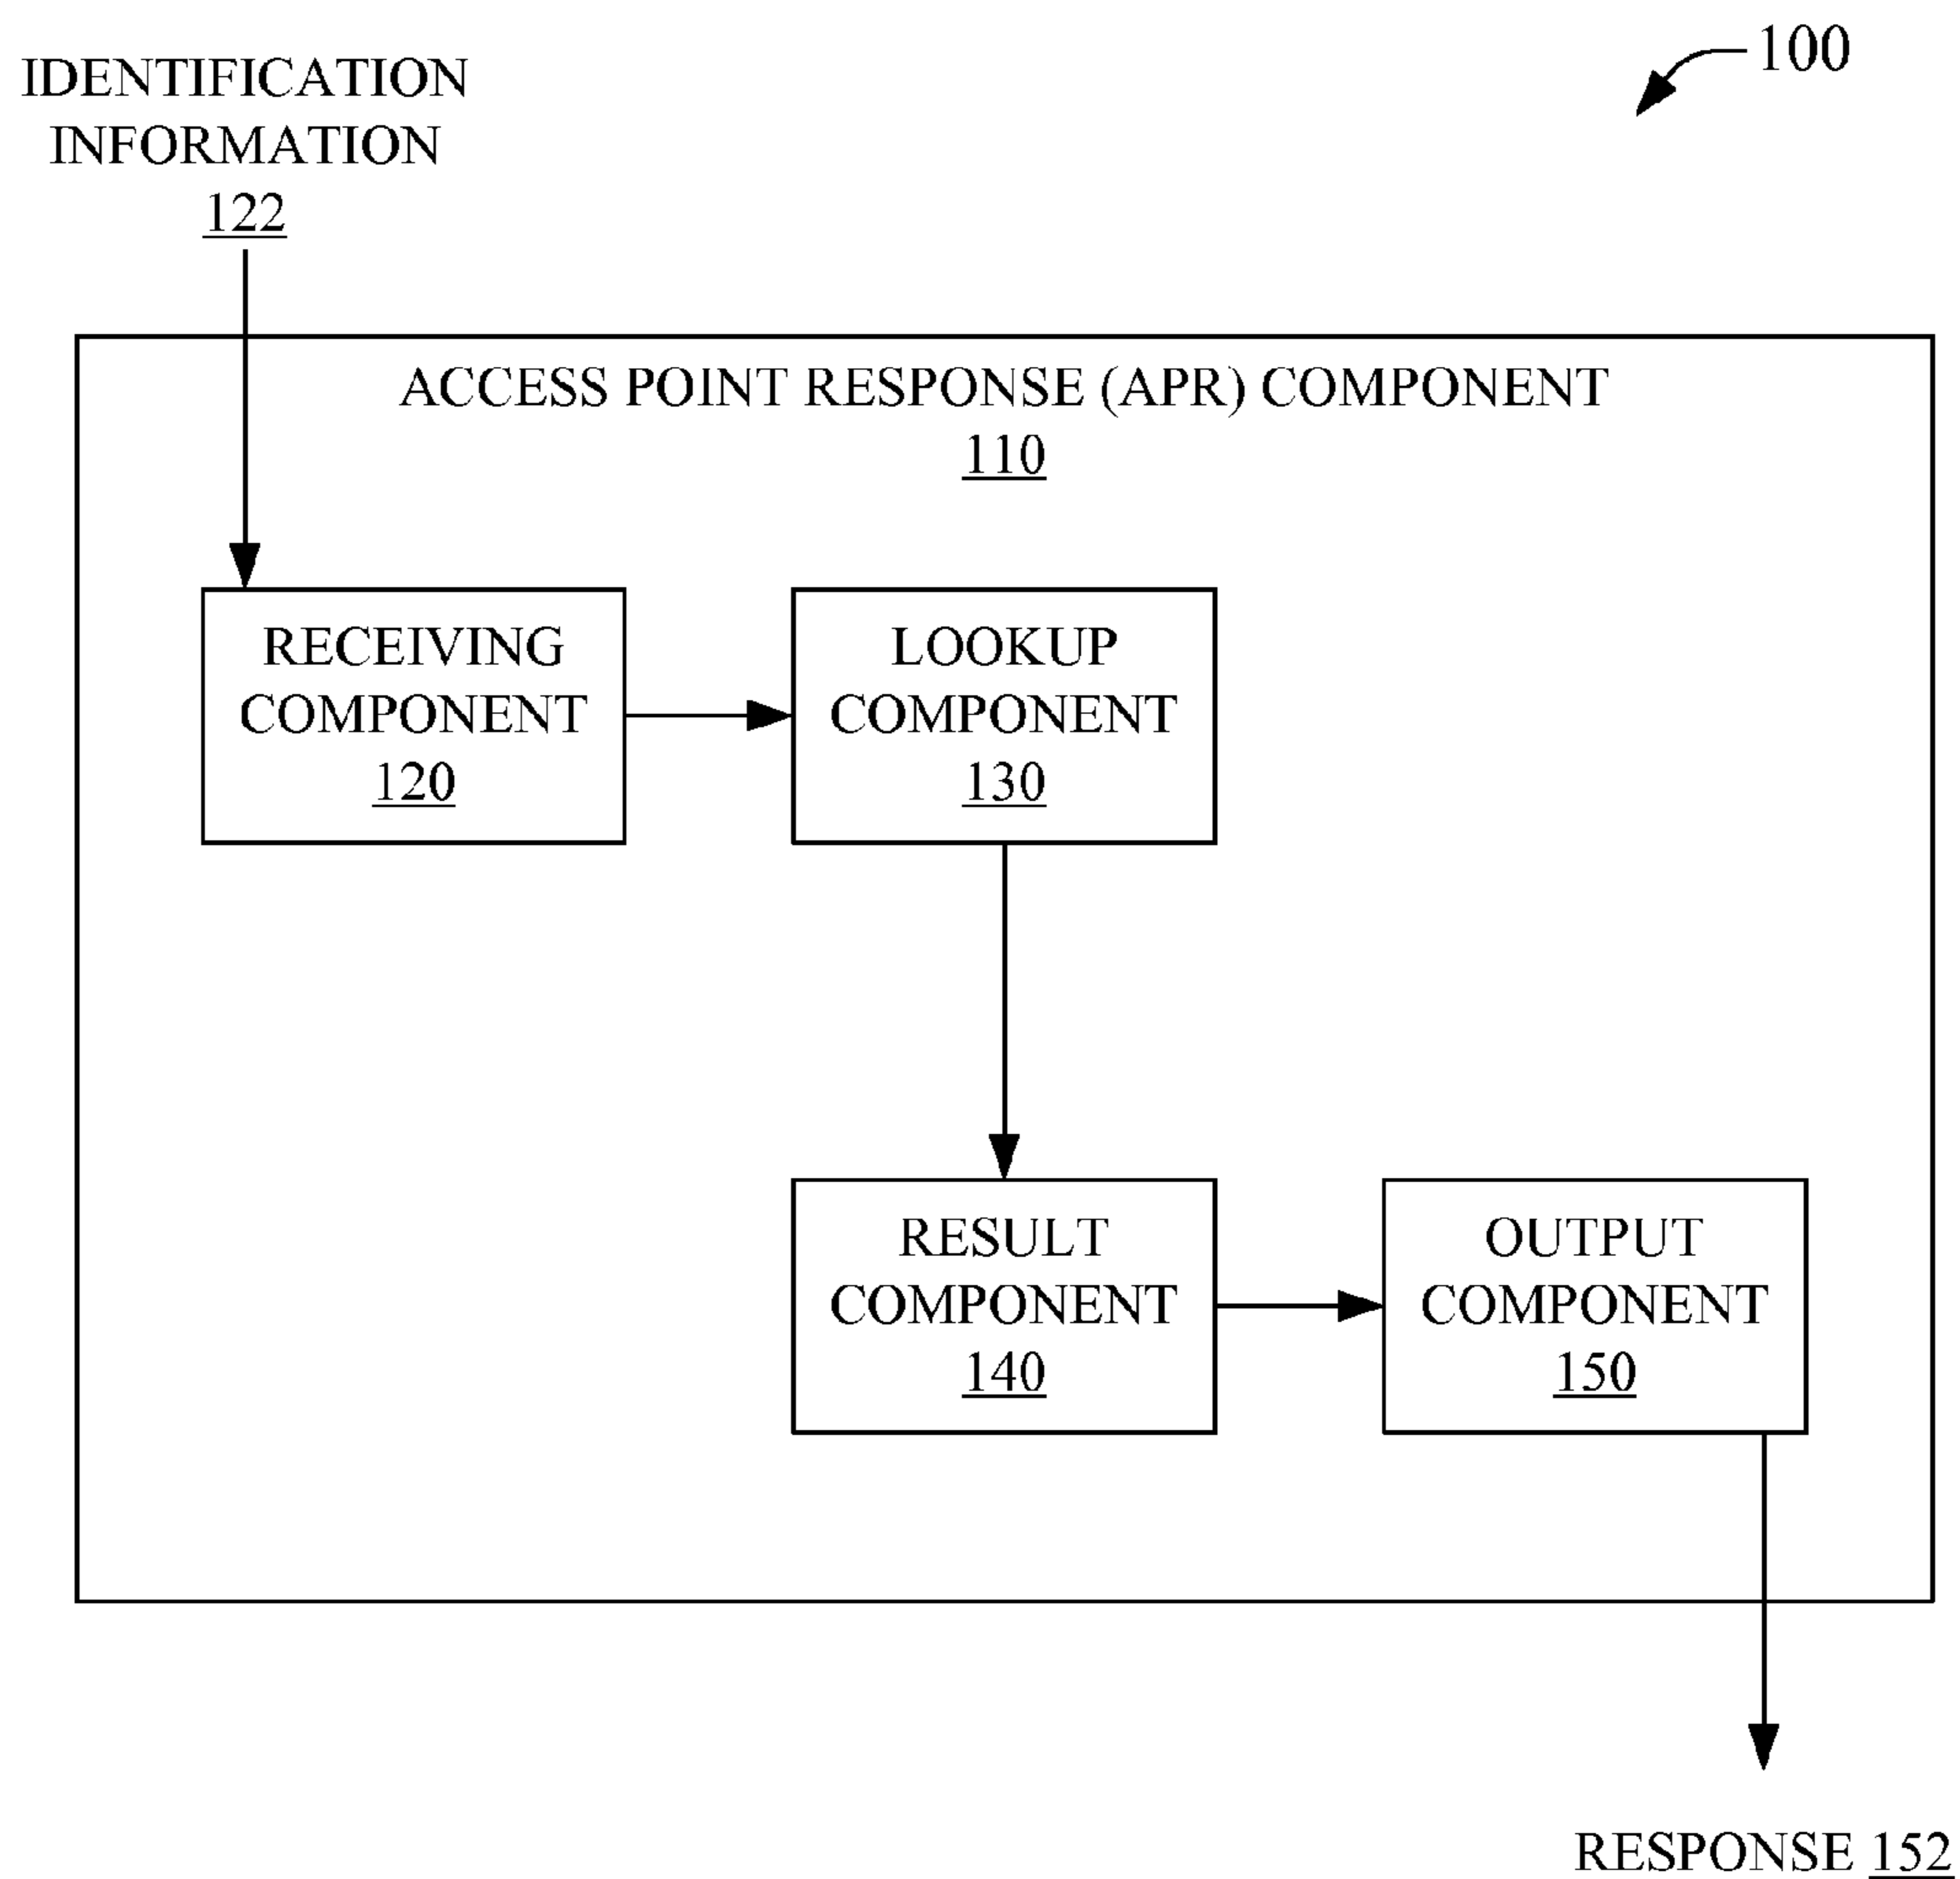 100
IDENTIFICATION
INFORMATION
122
ACCESS POINT RESPONSE (APR) COMPONENT
110
RECEIVING
COMPONENT
120
LOOKUP
COMPONENT
130
RESULT
COMPONENT
140
OUTPUT
COMPONENT
150
RESPONSE 152